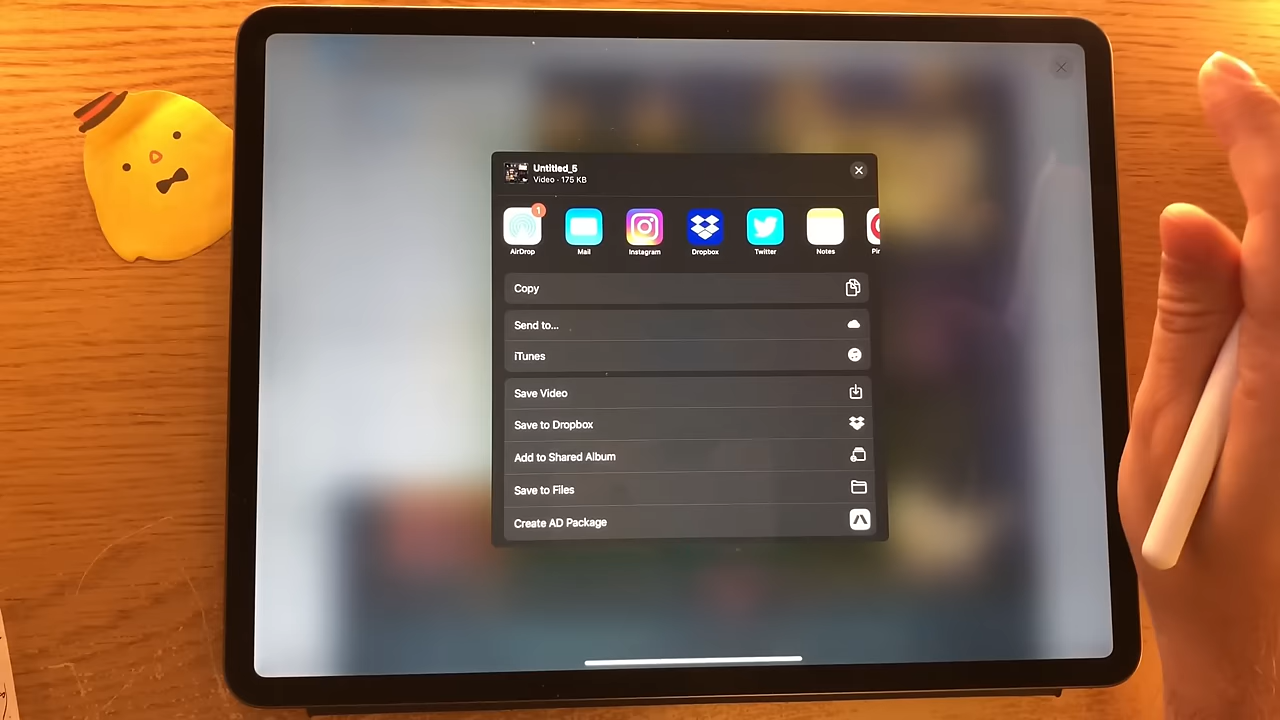 Untitled_5
Video · 175 KB
1
AirDrop
Mail
Instagram
Dropbox
Twitter
Notes
Copy
Send to...
iTunes
Save Video
Save to Dropbox
Add to Shared Album
Save to Files
Create AD Package